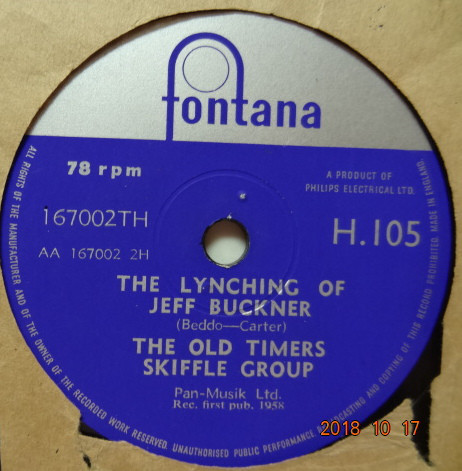 fontana
78 rpm
A PRODUCT OF
PHILIPS ELECTRICAL LTD.
167002TH
H.105
AA 167002 2H
THE LYNCHING OF
JEFF BUCKNER
(Beddo—Carter)
THE OLD TIMERS
SKIFFLE GROUP
Pan-Musik Ltd.
Rec. first pub. 1958
ALL RIGHTS OF THE MANUFACTURER AND OF THE OWNER OF THE RECORDED WORK RESERVED. UNAUTHORISED PUBLIC PERFORMANCE BROADCASTING AND COPYING OF THIS RECORD PROHIBITED. MADE IN ENGLAND.
2018 10 17